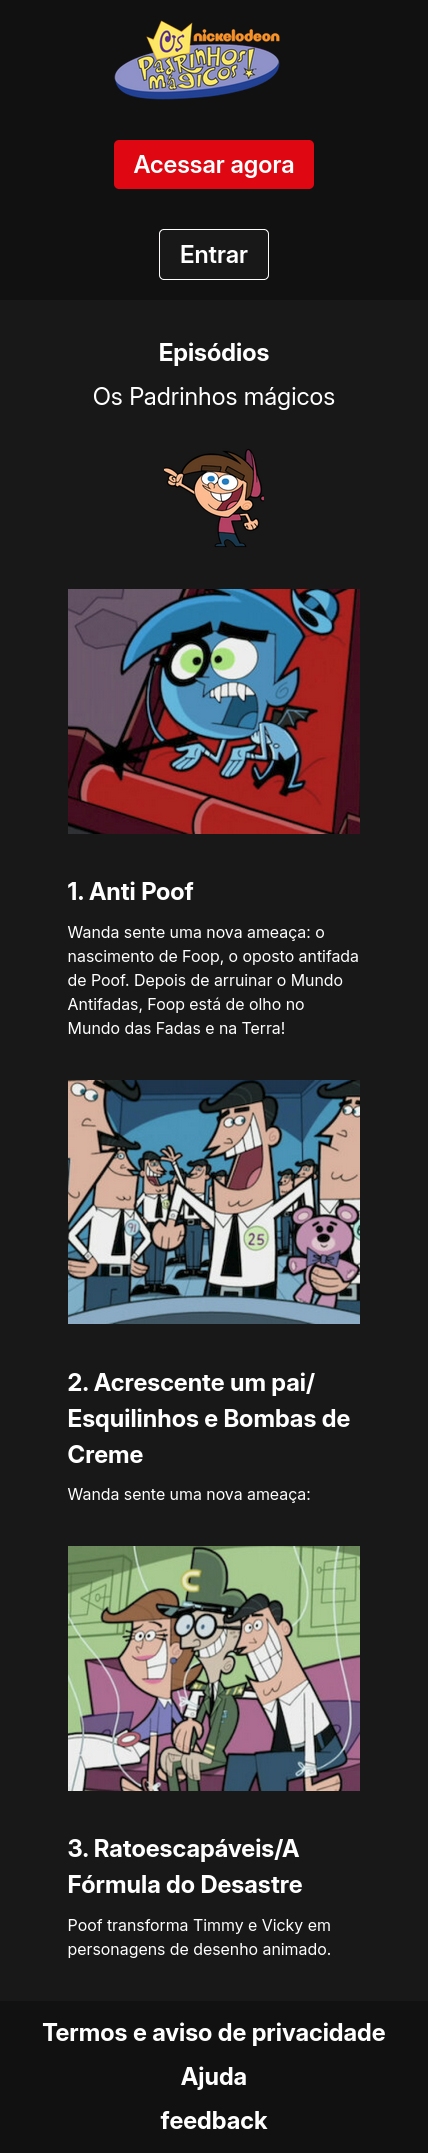 nickelodeon
Os
Padrinhos
mágicos!
Acessar agora
Entrar
Episódios
Os Padrinhos mágicos
1. Anti Poof
Wanda sente uma nova ameaça: o
nascimento de Foop, o oposto antifada
de Poof. Depois de arruinar o Mundo
Antifadas, Foop está de olho no
Mundo das Fadas e na Terra!
91
25
2. Acrescente um pai/
Esquilinhos e Bombas de
Creme
Wanda sente uma nova ameaça:
C
3. Ratoescapáveis/A
Fórmula do Desastre
Poof transforma Timmy e Vicky em
personagens de desenho animado.
Termos e aviso de privacidade
Ajuda
feedback